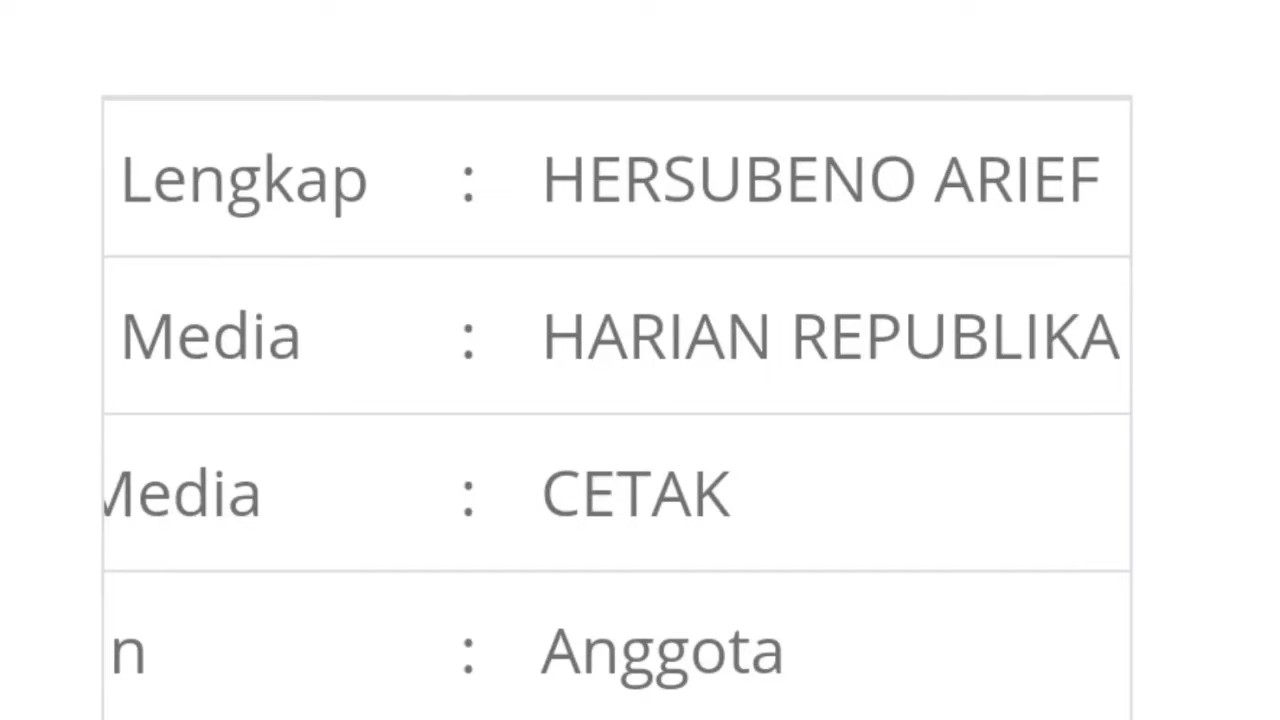 Lengkap : HERSUBENO ARIEF
Media : HARIAN REPUBLIKA
Media : CETAK
n : Anggota